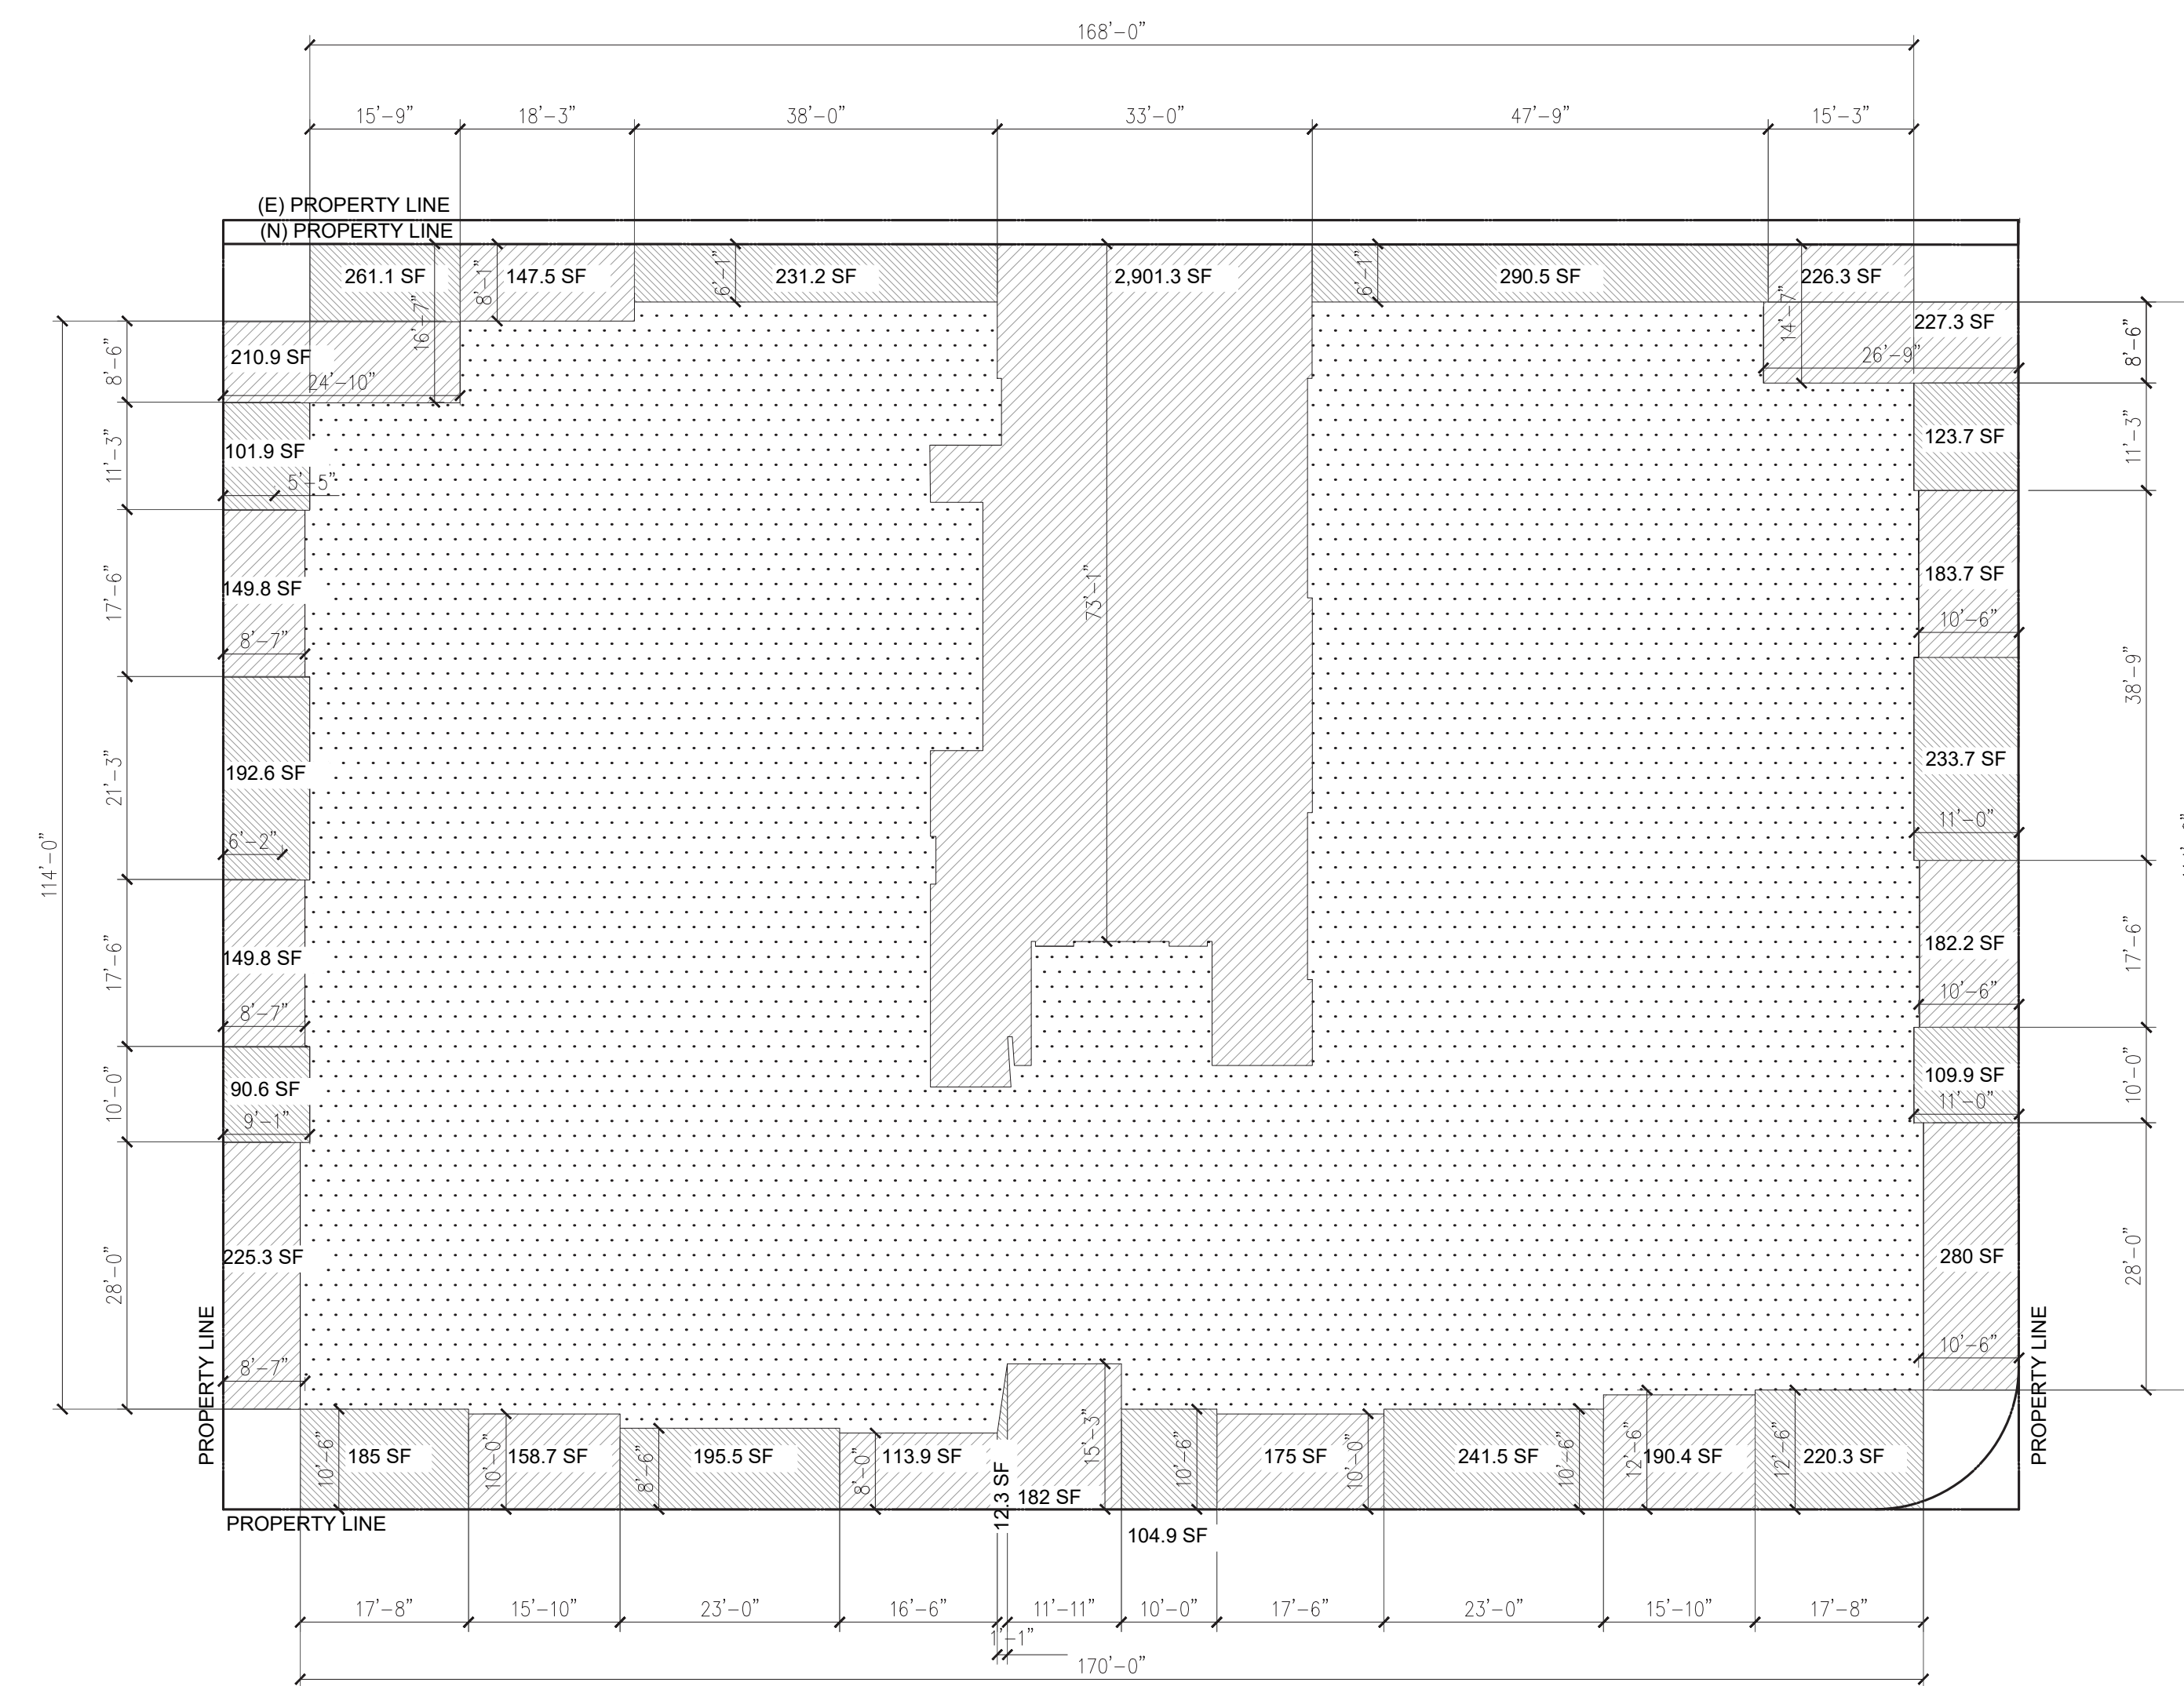 168'-0"
15'-9" 18'-3" 38'-0" 33'-0" 47'-9" 15'-3"
(E) PROPERTY LINE
(N) PROPERTY LINE
261.1 SF 147.5 SF 231.2 SF 2,901.3 SF 290.5 SF 226.3 SF
16'-7" 8'-1" 6'-1" 6'-1" 14'-7"
227.3 SF
26'-9"
8'-6"
8'-6"
210.9 SF
24'-10"
11'-3"
101.9 SF
5'-5"
123.7 SF
11'-3"
17'-6"
149.8 SF
8'-7"
73'-1"
183.7 SF
10'-6"
38'-9"
21'-3"
192.6 SF
6'-2"
233.7 SF
11'-0"
114'-0"
17'-6"
149.8 SF
8'-7"
182.2 SF
10'-6"
17'-6"
10'-0"
90.6 SF
9'-1"
109.9 SF
11'-0"
10'-0"
28'-0"
225.3 SF
8'-7"
280 SF
10'-6"
28'-0"
PROPERTY LINE
PROPERTY LINE
10'-6" 185 SF 10'-0" 158.7 SF 8'-6" 195.5 SF 8'-0" 113.9 SF 12.3 SF 182 SF 15'-3" 10'-6" 175 SF 10'-0" 241.5 SF 10'-6" 12'-6" 190.4 SF 12'-6" 220.3 SF
PROPERTY LINE
104.9 SF
17'-8" 15'-10" 23'-0" 16'-6" 11'-11" 10'-0" 17'-6" 23'-0" 15'-10" 17'-8"
1'-1"
170'-0"